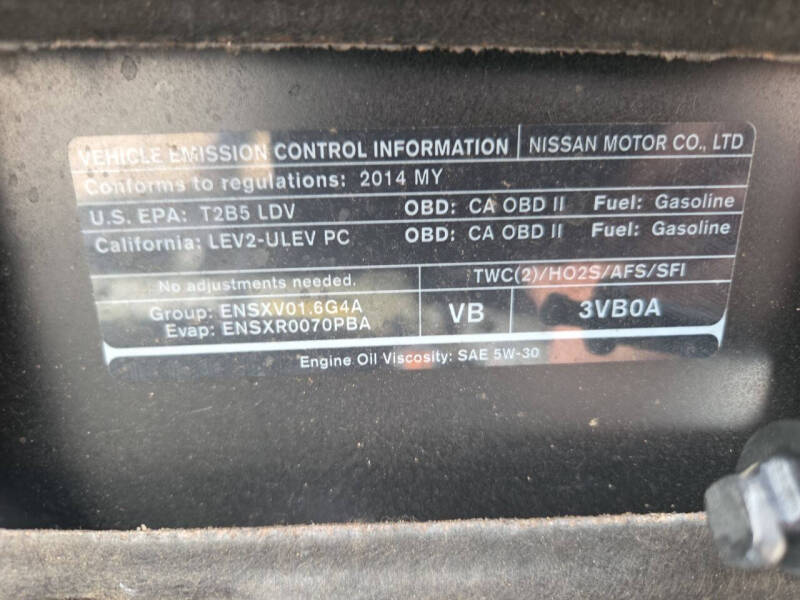 VEHICLE EMISSION CONTROL INFORMATION NISSAN MOTOR CO., LTD
Conforms to regulations: 2014 MY
U.S. EPA: T2B5 LDV OBD: CA OBD II Fuel: Gasoline
California: LEV2-ULEV PC OBD: CA OBD II Fuel: Gasoline
No adjustments needed. TWC(2)/HO2S/AFS/SFI
Group: ENSXV01.6G4A
Evap: ENSXR0070PBA
VB 3VB0A
Engine Oil Viscosity: SAE 5W-30